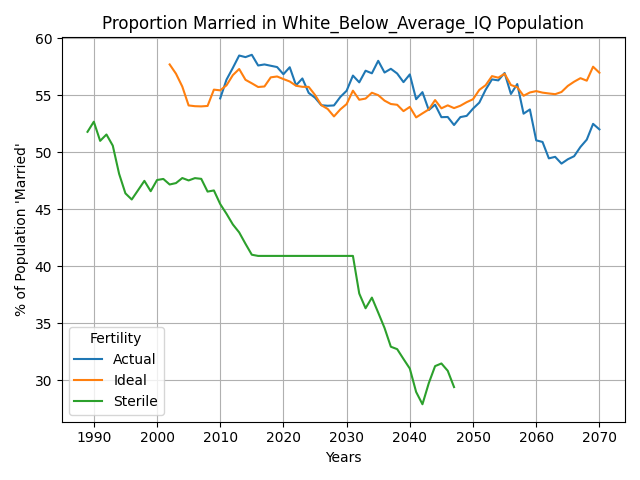 Proportion Married in White_Below_Average_IQ Population
% of Population 'Married'
60
55
50
45
40
35
30
Fertility
Actual
Ideal
Sterile
1990 2000 2010 2020 2030 2040 2050 2060 2070
Years